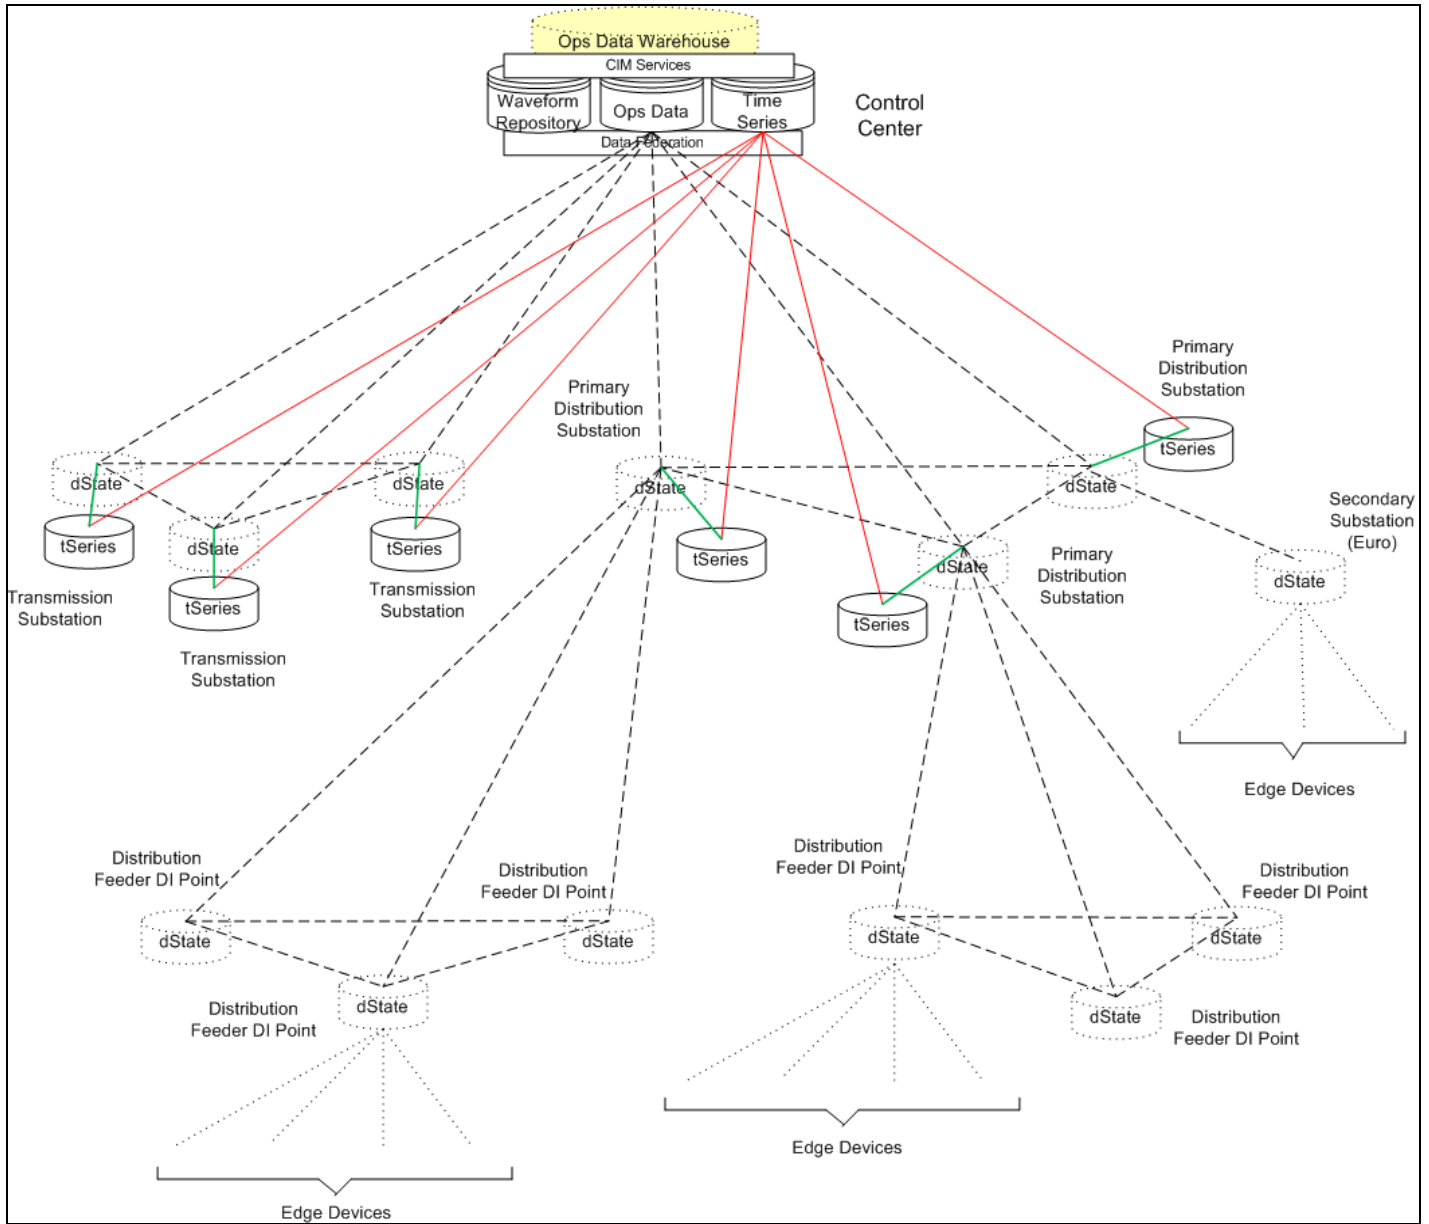 Ops Data Warehouse
CIM Services
Waveform
Repository
Ops Data
Time
Series
Data Federation
Control
Center
Primary
Distribution
Substation
tSeries
Primary
Distribution
Substation
dState
dState
dState
dState
tSeries
dState
tSeries
tSeries
Transmission
Substation
tSeries
Transmission
Substation
Transmission
Substation
dState
tSeries
Primary
Distribution
Substation
Secondary
Substation
(Euro)
dState
Edge Devices
Distribution
Feeder DI Point
dState
Distribution
Feeder DI Point
dState
Distribution
Feeder DI Point
dState
Edge Devices
Distribution
Feeder DI Point
dState
Distribution
Feeder DI Point
dState
dState
Distribution
Feeder DI Point
Edge Devices